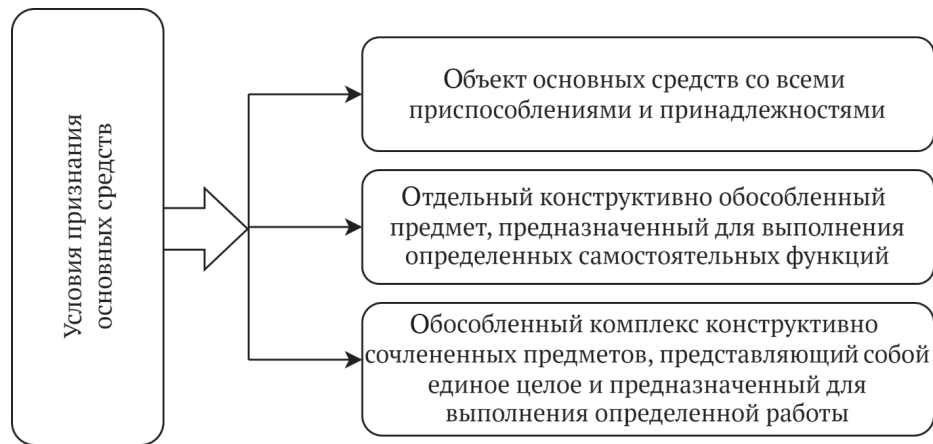 Условия признания
основных средств
Объект основных средств со всеми
приспособлениями и принадлежностями
Отдельный конструктивно обособленный
предмет, предназначенный для выполнения
определенных самостоятельных функций
Обособленный комплекс конструктивно
сочлененных предметов, представляющий собой
единое целое и предназначенный для
выполнения определенной работы